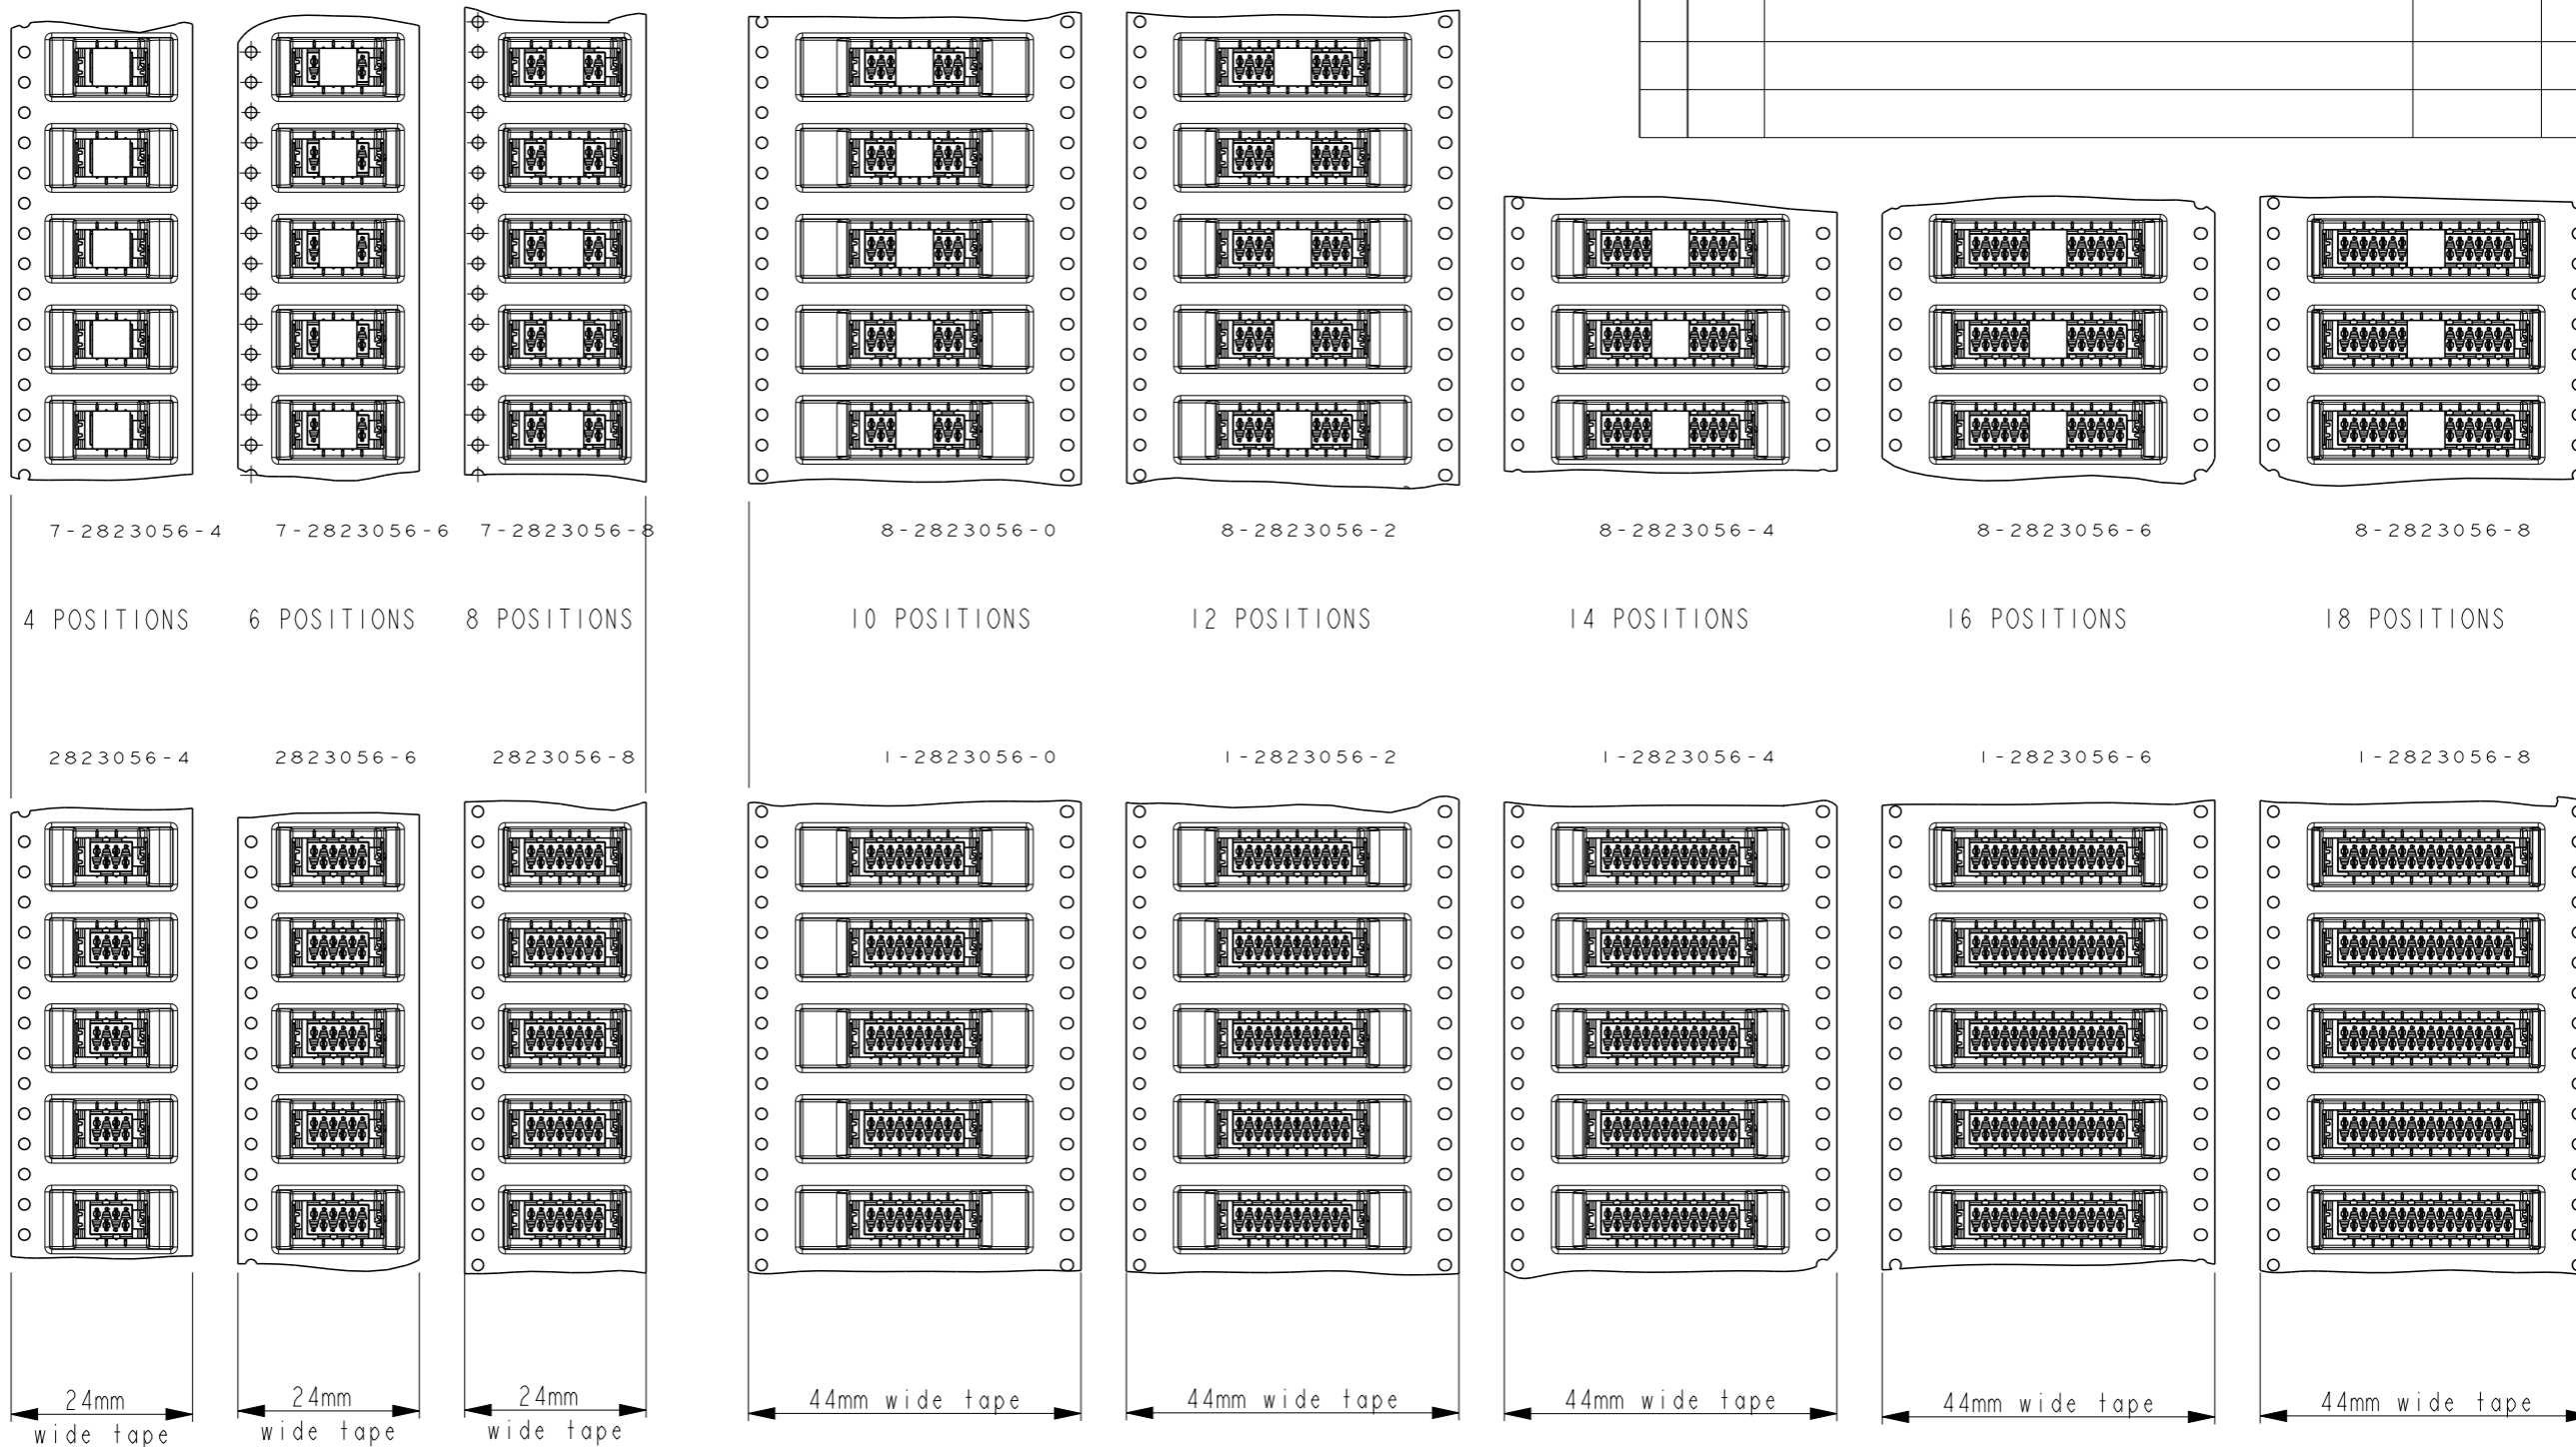 7-2823056-4 7-2823056-6 7-2823056-8 8-2823056-0 8-2823056-2 8-2823056-4 8-2823056-6 8-2823056-8
4 POSITIONS 6 POSITIONS 8 POSITIONS 10 POSITIONS 12 POSITIONS 14 POSITIONS 16 POSITIONS 18 POSITIONS
2823056-4 2823056-6 2823056-8 1-2823056-0 1-2823056-2 1-2823056-4 1-2823056-6 1-2823056-8
24mm 24mm 24mm 44mm wide tape 44mm wide tape 44mm wide tape 44mm wide tape 44mm wide tape
wide tape wide tape wide tape